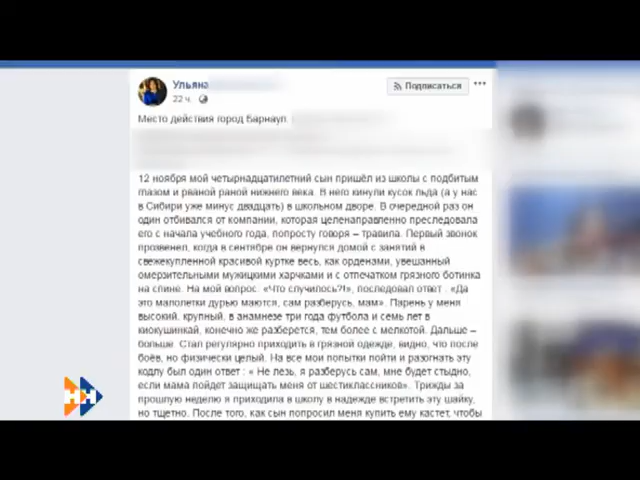 Ульяна
22 ч.
Подписаться
Место действия город Барнаул.
12 ноября мой четырнадцатилетний сын пришёл из школы с подбитым
глазом и рваной раной нижнего века. В него кинули кусок льда (а у нас
в Сибири уже минус двадцать) в школьном дворе. В очередной раз он
один отбивался от компании, которая целенаправленно преследовала
его с начала учебного года, попросту говоря – травила. Первый звонок
прозвенел, когда в сентябре он вернулся домой с занятий в
свежекупленной красивой куртке весь, как орденами, увешанный
омерзительными мужицкими харчками и с отпечатком грязного ботинка
на спине. На мой вопрос: «Что случилось?!», последовал ответ : «Да
это малолетки дурью маются, сам разберусь, мам». Парень у меня
высокий, крупный, в анамнезе три года футбола и семь лет в
киокушинкай, конечно же разберется, тем более с мелкотой. Дальше –
больше. Стал регулярно приходить в грязной одежде, видно, что после
боёв, но физически целый. На все мои попытки пойти и разогнать эту
кодлу был один ответ : « Не лезь, я разберусь сам, мне будет стыдно,
если мама пойдет защищать меня от шестиклассников». Трижды за
прошлую неделю я приходила в школу в надежде встретить эту шайку,
но тщетно. После того, как сын попросил меня купить ему кастет, чтобы
НН